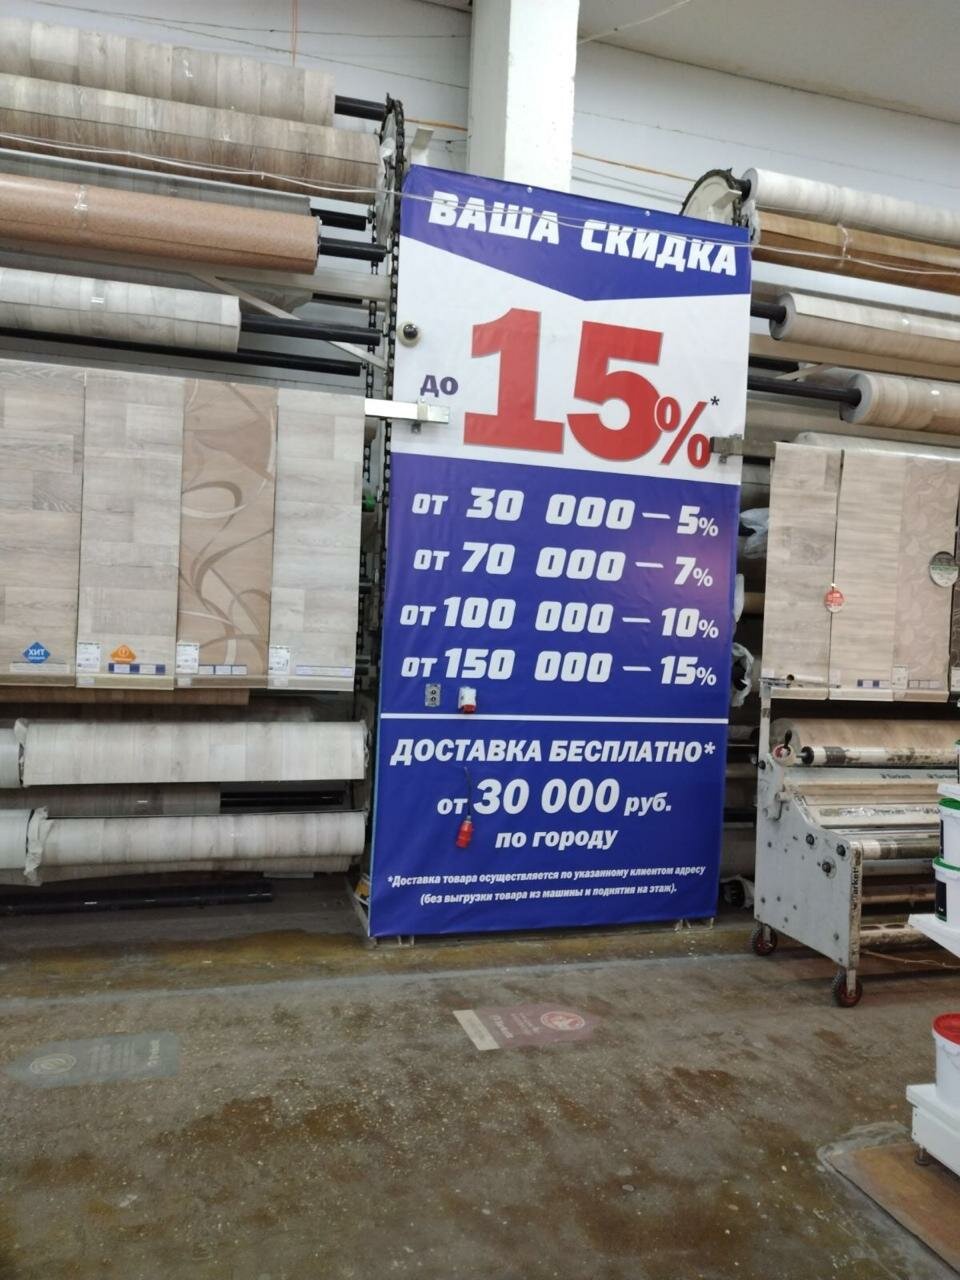 ВАША СКИДКА
до 15%*
от 30 000 — 5%
от 70 000 — 7%
от 100 000 — 10%
от 150 000 — 15%
ДОСТАВКА БЕСПЛАТНО*
от 30 000 руб.
по городу
*Доставка товара осуществляется по указанному клиентом адресу
(без выгрузки товара из машины и поднятия на этаж).
ХИТ
Tarkett